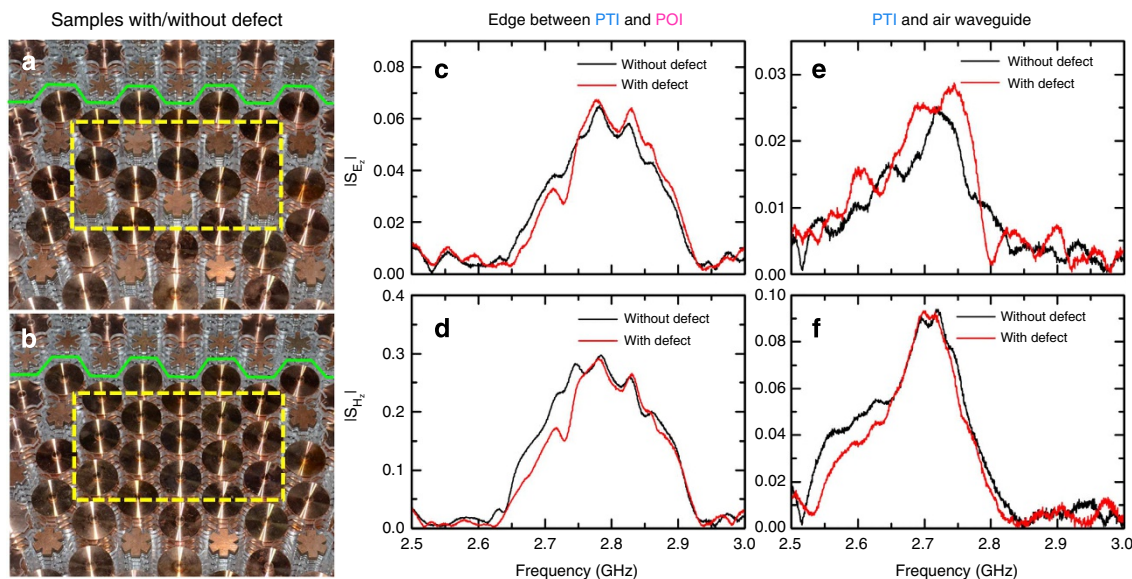 Samples with/without defect
Edge between PTI and POI
PTI and air waveguide
a
b
c
Without defect
With defect
0.08
0.06
0.04
0.02
0.00
|S_Ez|
e
Without defect
With defect
0.03
0.02
0.01
0.00
d
Without defect
With defect
0.4
0.3
0.2
0.1
0.0
|S_Hz|
2.5 2.6 2.7 2.8 2.9 3.0
Frequency (GHz)
f
Without defect
With defect
0.10
0.08
0.06
0.04
0.02
0.00
2.5 2.6 2.7 2.8 2.9 3.0
Frequency (GHz)